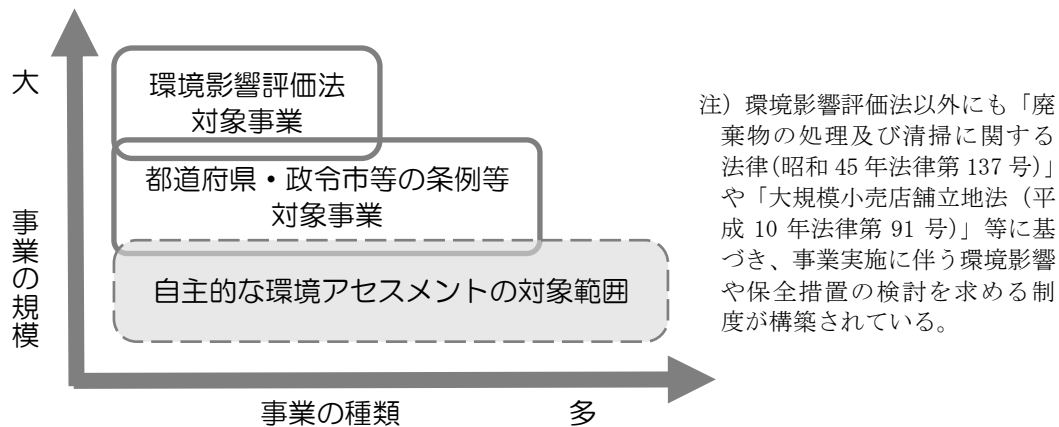 大
事業の規模
環境影響評価法
対象事業
都道府県・政令市等の条例等
対象事業
自主的な環境アセスメントの対象範囲
事業の種類
多
注）環境影響評価法以外にも「廃
棄物の処理及び清掃に関する
法律(昭和 45 年法律第 137 号)」
や「大規模小売店舗立地法（平
成 10 年法律第 91 号)」等に基
づき、事業実施に伴う環境影響
や保全措置の検討を求める制
度が構築されている。